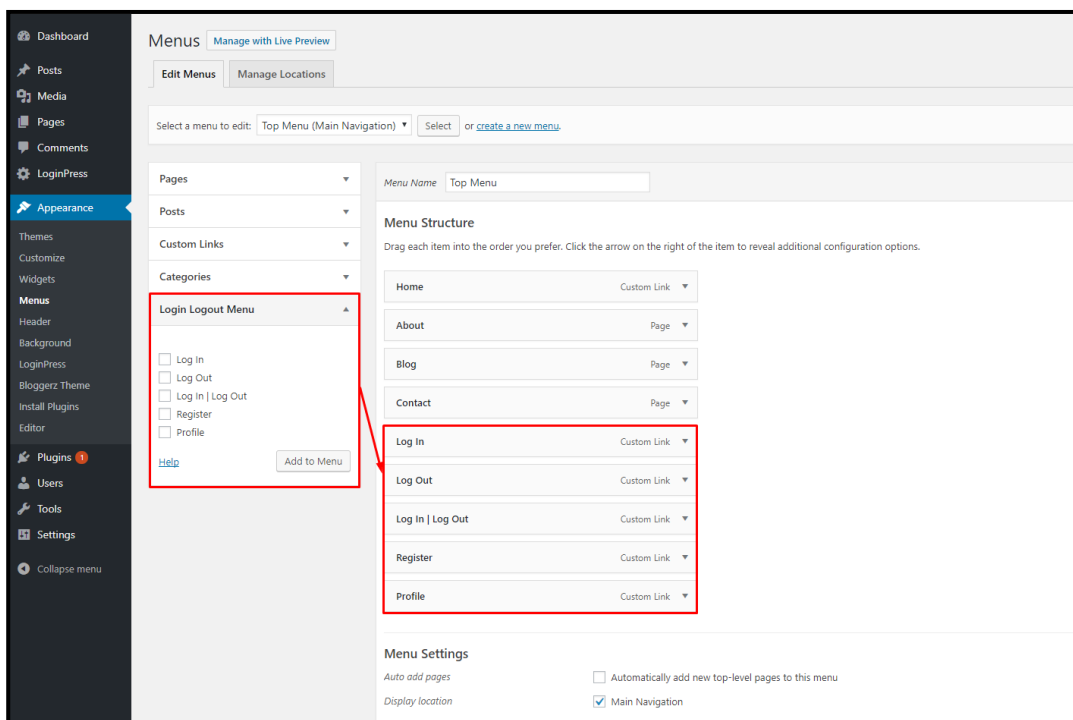 Dashboard
Posts
Media
Pages
Comments
LoginPress
Appearance
Themes
Customize
Widgets
Menus
Header
Background
LoginPress
Bloggerz Theme
Install Plugins
Editor
Plugins 1
Users
Tools
Settings
Collapse menu
Menus Manage with Live Preview
Edit Menus Manage Locations
Select a menu to edit: Top Menu (Main Navigation) Select or create a new menu.
Pages
Posts
Custom Links
Categories
Login Logout Menu
Log In
Log Out
Log In | Log Out
Register
Profile
Help Add to Menu
Menu Name Top Menu
Menu Structure
Drag each item into the order you prefer. Click the arrow on the right of the item to reveal additional configuration options.
Home Custom Link
About Page
Blog Page
Contact Page
Log In Custom Link
Log Out Custom Link
Log In | Log Out Custom Link
Register Custom Link
Profile Custom Link
Menu Settings
Auto add pages Automatically add new top-level pages to this menu
Display location Main Navigation